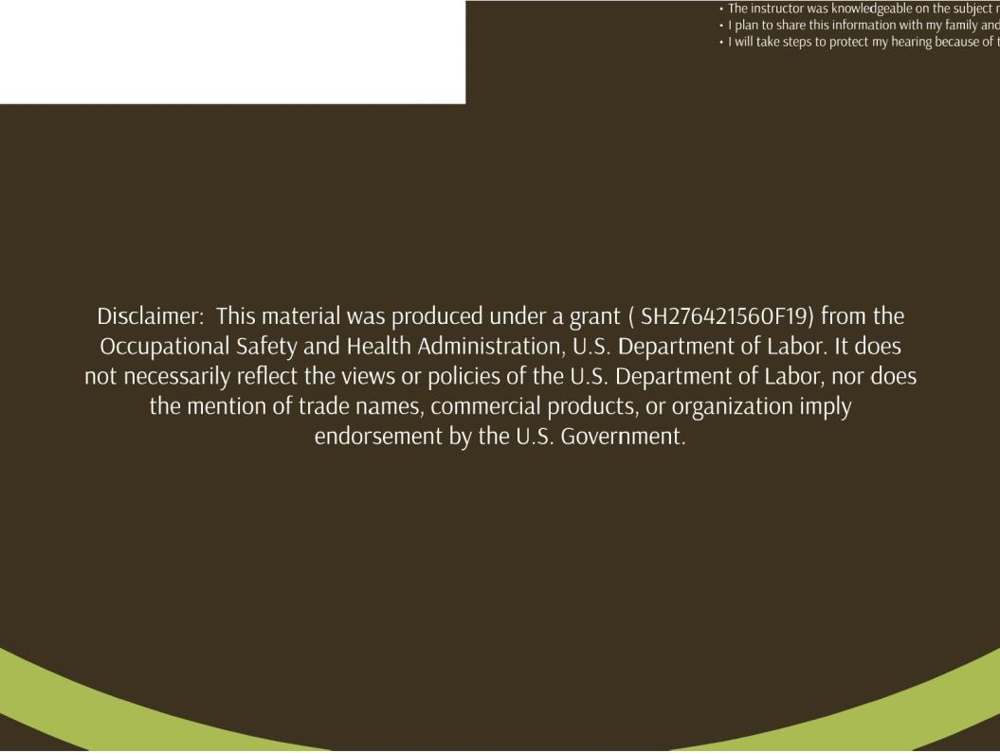 • The instructor was knowledgeable on the subject
• I plan to share this information with my family and
• I will take steps to protect my hearing because of
Disclaimer:  This material was produced under a grant ( SH276421560F19) from the
Occupational Safety and Health Administration, U.S. Department of Labor. It does
not necessarily reflect the views or policies of the U.S. Department of Labor, nor does
the mention of trade names, commercial products, or organization imply
endorsement by the U.S. Government.